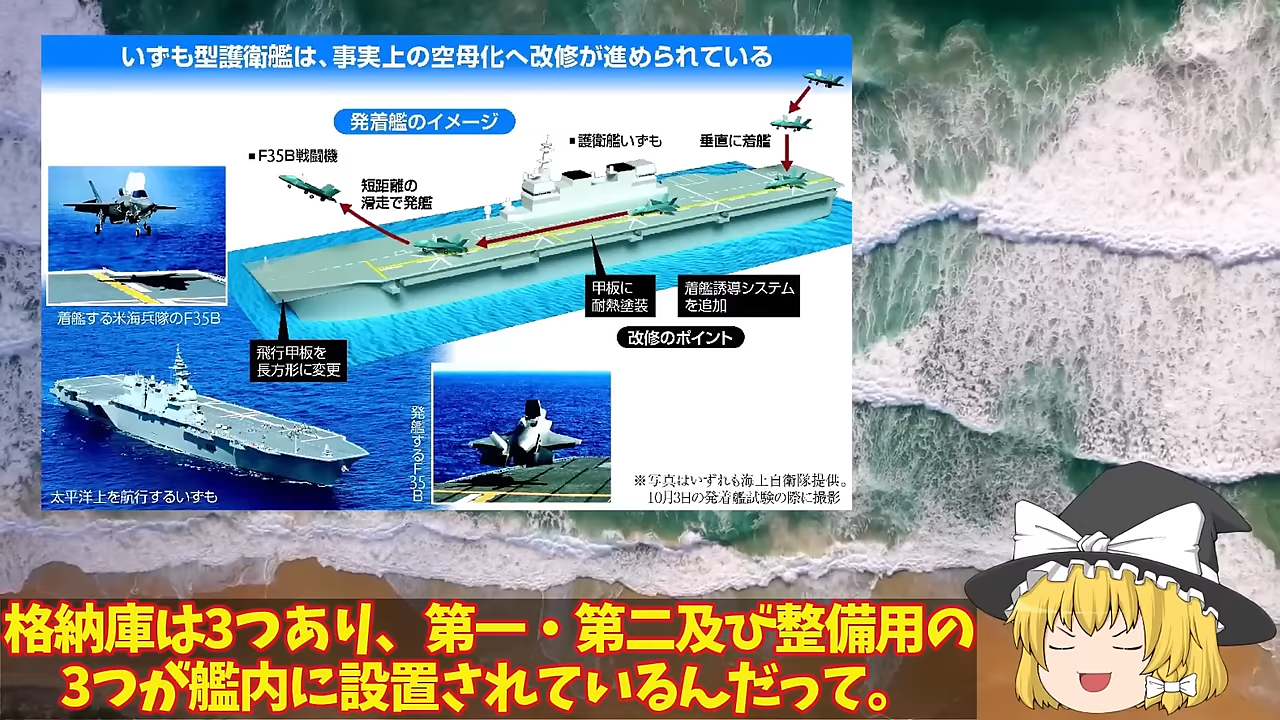 いずも型護衛艦は、事実上の空母化へ改修が進められている
発着艦のイメージ
■F35B戦闘機
短距離の
滑走で発艦
■護衛艦いずも
垂直に着艦
着艦する米海兵隊のF35B
甲板に
耐熱塗装
着艦誘導システム
を追加
改修のポイント
飛行甲板を
長方形に変更
太平洋上を航行するいずも
発艦するF35B
※写真はいずれも海上自衛隊提供。
10月3日の発着艦試験の際に撮影
格納庫は3つあり、第一・第二及び整備用の
3つが艦内に設置されているんだって。